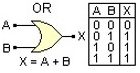 OR
A
B
X
X = A + B
A B X
0 0 0
0 1 1
1 0 1
1 1 1